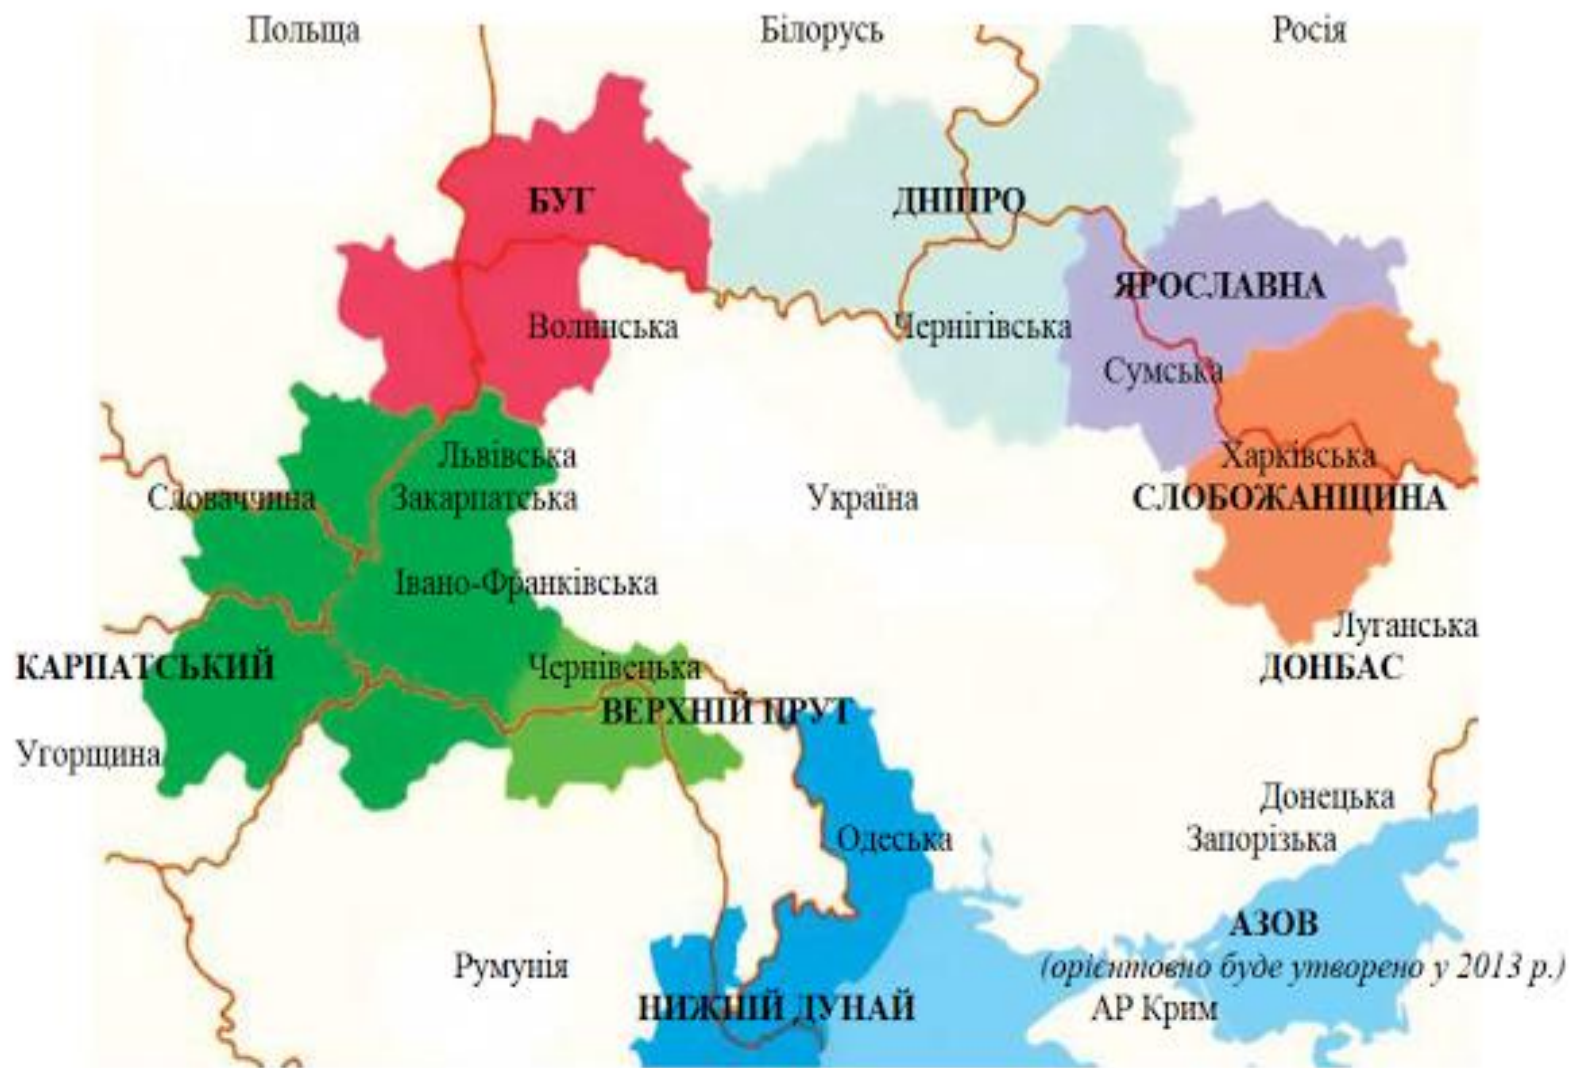 Польща
Білорусь
Росія
БУГ
ДНІПРО
ЯРОСЛАВНА
Волинська
Чернігівська
Сумська
Львівська
Харківська
Словаччина
Закарпатська
Україна
СЛОБОЖАНЩИНА
Івано-Франківська
Луганська
КАРПАТСЬКИЙ
Чернівецька
ДОНБАС
ВЕРХНІЙ ПРУТ
Угорщина
Донецька
Одеська
Запорізька
АЗОВ
Румунія
(орієнтовно буде утворено у 2013 р.)
НИЖНІЙ ДУНАЙ
АР Крим